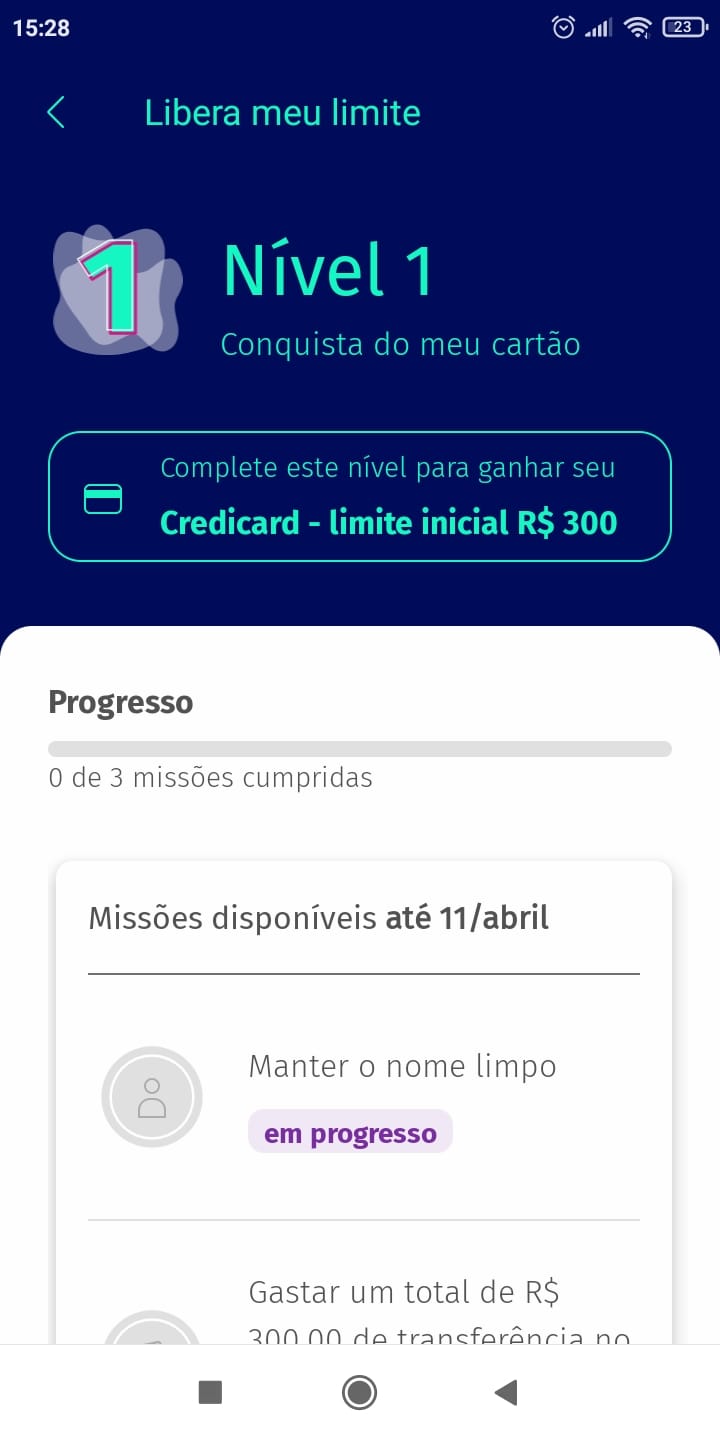 15:28
23
Libera meu limite
1
Nível 1
Conquista do meu cartão
Complete este nível para ganhar seu
Credicard - limite inicial R$ 300
Progresso
0 de 3 missões cumpridas
Missões disponíveis até 11/abril
Manter o nome limpo
em progresso
Gastar um total de R$
300,00 de transferência no